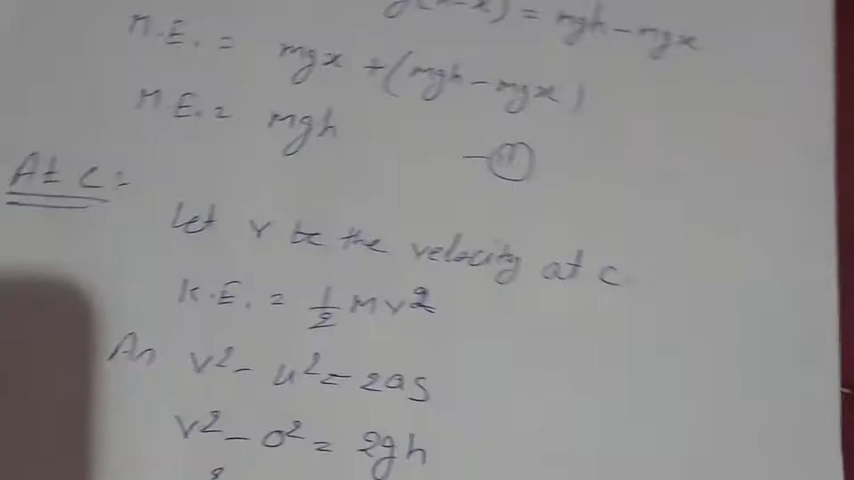 g(h-x) = mgh - mgx
M.E. = mgx + (mgh - mgx)
M.E. = mgh
- (II)
At C:-
Let v be the velocity at C
K.E. = 1/2 Mv²
As v² - u² = 2as
v² - 0² = 2gh